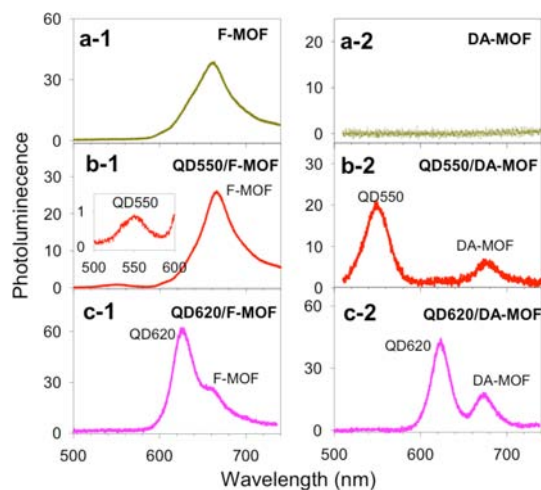 a-1 F-MOF
60
30
0
a-2 DA-MOF
20
10
0
b-1 QD550/F-MOF
30
20
10
0
QD550
1
0
500 550 600
F-MOF
b-2 QD550/DA-MOF
30
20
10
0
QD550
DA-MOF
c-1 QD620/F-MOF
60
30
0
QD620
F-MOF
500 600 700
c-2 QD620/DA-MOF
60
30
0
QD620
DA-MOF
500 600 700
Photoluminecence
Wavelength (nm)